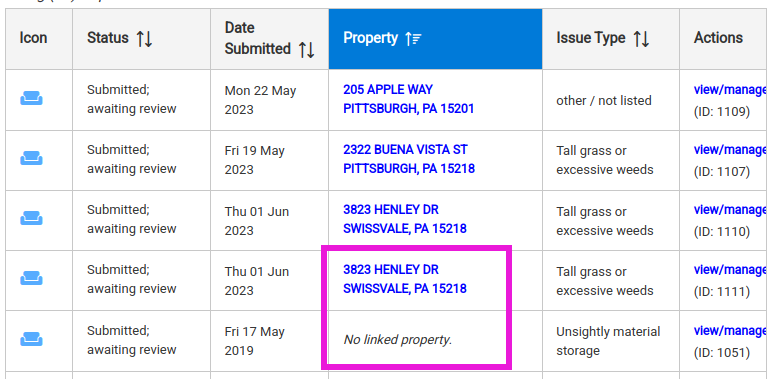 Icon
Status
Date
Submitted
Property
Issue Type
Actions
Submitted;
awaiting review
Mon 22 May
2023
205 APPLE WAY
PITTSBURGH, PA 15201
other / not listed
view/manage
(ID: 1109)
Submitted;
awaiting review
Fri 19 May
2023
2322 BUENA VISTA ST
PITTSBURGH, PA 15218
Tall grass or
excessive weeds
view/manage
(ID: 1107)
Submitted;
awaiting review
Thu 01 Jun
2023
3823 HENLEY DR
SWISSVALE, PA 15218
Tall grass or
excessive weeds
view/manage
(ID: 1110)
Submitted;
awaiting review
Thu 01 Jun
2023
3823 HENLEY DR
SWISSVALE, PA 15218
Tall grass or
excessive weeds
view/manage
(ID: 1111)
Submitted;
awaiting review
Fri 17 May
2019
No linked property.
Unsightly material
storage
view/manage
(ID: 1051)